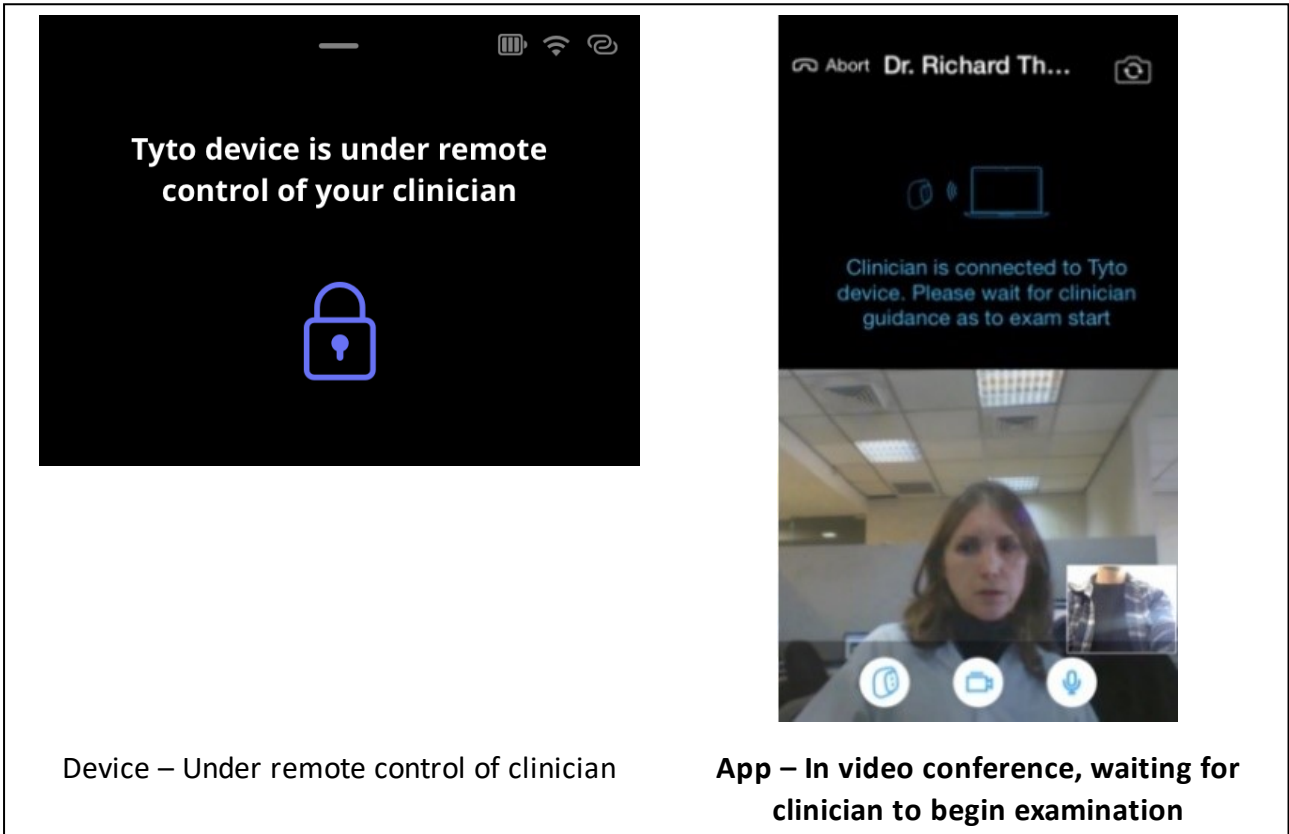 Tyto device is under remote
control of your clinician
Abort Dr. Richard Th...
Clinician is connected to Tyto
device. Please wait for clinician
guidance as to exam start
Device – Under remote control of clinician
App – In video conference, waiting for
clinician to begin examination